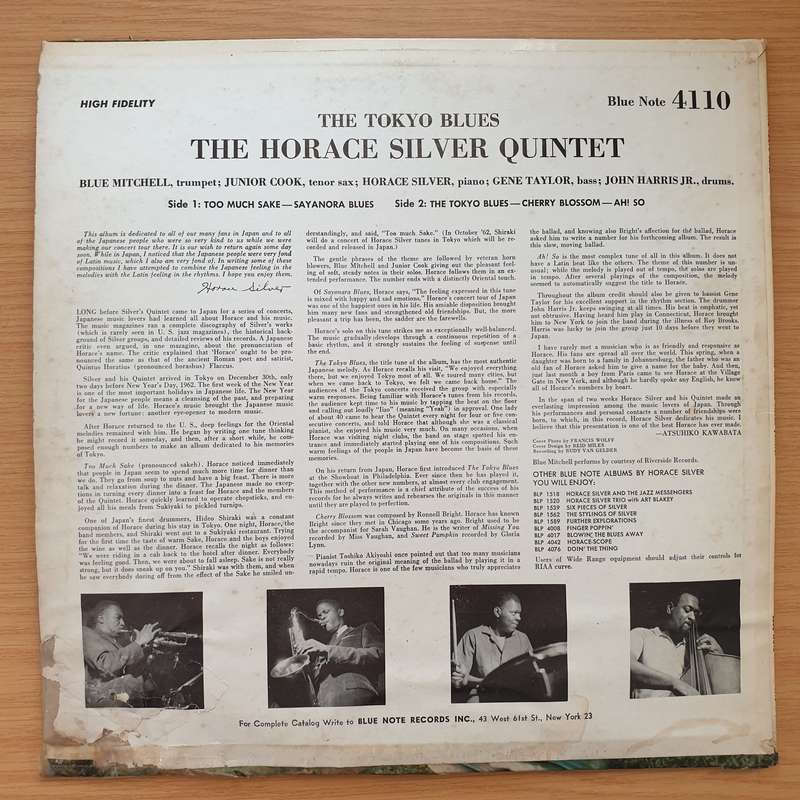 HIGH FIDELITY
Blue Note 4110
THE TOKYO BLUES
THE HORACE SILVER QUINTET
BLUE MITCHELL, trumpet; JUNIOR COOK, tenor sax; HORACE SILVER, piano; GENE TAYLOR, bass; JOHN HARRIS JR., drums.
Side 1: TOO MUCH SAKE—SAYANORA BLUES Side 2: THE TOKYO BLUES—CHERRY BLOSSOM—AH! SO
This album is dedicated to all of our many fans in Japan and to all
of the Japanese people who were so very kind to us while we were
making our concert tour there. It is our wish to return again some day
soon. While in Japan, I noticed that the Japanese people were very fond
of Latin music, which I also am very fond of. In writing some of these
compositions I have attempted to combine the Japanese feeling in the
melodies with the Latin feeling in the rhythms. I hope you enjoy them.
Horace Silver
LONG before Silver's Quintet came to Japan for a series of concerts,
Japanese music lovers had learned all about Horace and his music.
The music magazines ran a complete discography of Silver's works
(which is rarely seen in U. S. jazz magazines), the historical back-
ground of Silver groups, and detailed reviews of his records. A Japanese
critic even argued, in one magazine, about the pronounciation of
Horace's name. The critic explained that 'Horace' ought to be pro-
nounced the same as that of the ancient Roman poet and satirist,
Quintus Horatius (pronounced horashus) Flaccus.
Silver and his Quintet arrived in Japan on December 30th, only
two days before New Year's Day, 1962. The first week of the New Year
is one of the most important holidays in Japanese life. The New Year
for the Japanese people means a cleansing of the past, and preparing
for a new way of life. Horace's music brought the Japanese music
lovers a new fortune: another eye-opener to modern music.
After Horace returned to the U. S., deep feelings for the Oriental
melodies remained with him. He began by writing one tune thinking
he might record it someday, and then, after a short while, he com-
posed enough numbers to make an album dedicated to his memories
of Tokyo.
Too Much Sake (pronounced sakeh). Horace noticed immediately
that people in Japan seem to spend much more time for dinner than
we do. They go from soup to nuts and have a big feast. There is more
talk and relaxation during the dinner. The Japanese made no excep-
tions in turning every dinner into a feast for Horace and the members
of the Quintet. Horace quickly learned to operate chopsticks, and en-
joyed all his meals from Sukiyaki to pickled turnips.
One of Japan's finest drummers, Hideo Shiraki was a constant
companion of Horace during his stay in Tokyo. One night, Horace, the
band members, and Shiraki went out to a Sukiyaki restaurant. Trying
for the first time the taste of warm Sake, Horace and the boys enjoyed
the wine as well as the dinner. Horace recalls the night as follows:
"We were riding in a cab back to the hotel after dinner. Everybody
was feeling good. Then, we were about to fall asleep. Sake is not really
strong, but it does sneak up on you." Shiraki was with them, and when
he saw everybody dozing off from the effect of the Sake he smiled un-
derstandingly, and said, "Too much Sake." (In October '62, Shiraki
will do a concert of Horace Silver tunes in Tokyo which will be re-
corded and released in Japan.)
The gentle phrases of the theme are followed by veteran horn
blowers, Blue Mitchell and Junior Cook giving out the pleasant feel-
ing of soft, steady notes in their solos. Horace follows them in an ex-
tended performance. The number ends with a distinctly Oriental touch.
Of Sayonara Blues, Horace says, "The feeling expressed in this tune
is mixed with happy and sad emotions." Horace's concert tour of Japan
was one of the happiest ones in his life. His amiable disposition brought
him many new fans and strengthened old friendships. But, the more
pleasant a trip has been, the sadder are the farewells.
Horace's solo on this tune strikes me as exceptionally well-balanced.
The music gradually develops through a continuous repetition of a
basic rhythm, and it strongly sustains the feeling of suspense until
the end.
The Tokyo Blues, the title tune of the album, has the most authentic
Japanese melody. As Horace recalls his visit, "We enjoyed everything
there, but we enjoyed Tokyo most of all. We toured many cities, but
when we came back to Tokyo, we felt we came back home." The
audiences of the Tokyo concerts received the group with especially
warm responses. Being familiar with Horace's tunes from his records,
the audience kept time to his music by tapping the beat on the floor
and calling out loudly "Iizo" (meaning "Yeah") in approval. One lady
of about 40 came to hear the Quintet every night for four or five con-
secutive concerts, and told Horace that although she was a classical
pianist, she enjoyed his music very much. On many occasions, when
Horace was visiting night clubs, the band on stage spotted his en-
trance and immediately started playing one of his compositions. Such
warm feelings of the people in Japan have become the basis of these
memories.
On his return from Japan, Horace first introduced The Tokyo Blues
at the Showboat in Philadelphia. Ever since then he has played it,
together with the other new numbers, at almost every club engagement.
This method of performance is a chief attribute of the success of his
records for he always writes and rehearses the originals in this manner
until they are played to perfection.
Cherry Blossom was composed by Ronnell Bright. Horace has known
Bright since they met in Chicago some years ago. Bright used to be
the accompanist for Sarah Vaughan. He is the writer of Missing You
recorded by Miss Vaughan, and Sweet Pumpkin recorded by Gloria
Lynn.
Pianist Toshiko Akiyoshi once pointed out that too many musicians
nowadays ruin the original meaning of the ballad by playing it in a
rapid tempo. Horace is one of the few musicians who truly appreciates
the ballad, and knowing also Bright's affection for the ballad, Horace
asked him to write a number for his forthcoming album. The result is
this slow, moving ballad.
Ah! So is the most complex tune of all in this album. It does not
have a Latin beat like the others. The theme of this number is un-
usual; while the melody is played out of tempo, the solos are played
in tempo. After several playings of the composition, the melody
seemed to automatically suggest the title to Horace.
Throughout the album credit should also be given to bassist Gene
Taylor for his excellent support in the rhythm section. The drummer
John Harris Jr. keeps swinging at all times. His beat is emphatic, yet
not obtrusive. Having heard him play in Connecticut, Horace brought
him to New York to join the band during the illness of Roy Brooks.
Harris was lucky to join the group just 10 days before they went to
Japan.
I have rarely met a musician who is as friendly and responsive as
Horace. His fans are spread all over the world. This spring, when a
daughter was born to a family in Johannesburg, the father who was an
old fan of Horace asked him to give a name for the baby. And then,
just last month a boy from Paris came to see Horace at the Village
Gate in New York, and although he hardly spoke any English, he knew
all of Horace's numbers by heart.
In the span of two weeks Horace Silver and his Quintet made an
everlasting impression among the music lovers of Japan. Through
his performances and personal contacts a number of friendships were
born, to which, in this record, Horace Silver dedicates his music. I
believe that this performance is one of the best Horace has ever made.
—ATSUHIKO KAWABATA
Cover Photo by FRANCIS WOLFF
Cover Design by REID MILES
Recording by RUDY VAN GELDER
Blue Mitchell performs by courtesy of Riverside Records.
OTHER BLUE NOTE ALBUMS BY HORACE SILVER
YOU WILL ENJOY:
BLP 1518 HORACE SILVER AND THE JAZZ MESSENGERS
BLP 1520 HORACE SILVER TRIO with ART BLAKEY
BLP 1539 SIX PIECES OF SILVER
BLP 1562 THE STYLINGS OF SILVER
BLP 1589 FURTHER EXPLORATIONS
BLP 4008 FINGER POPPIN'
BLP 4017 BLOWIN' THE BLUES AWAY
BLP 4042 HORACE-SCOPE
BLP 4076 DOIN' THE THING
Users of Wide Range equipment should adjust their controls for
RIAA curve.
For Complete Catalog Write to BLUE NOTE RECORDS INC., 43 West 61st St., New York 23